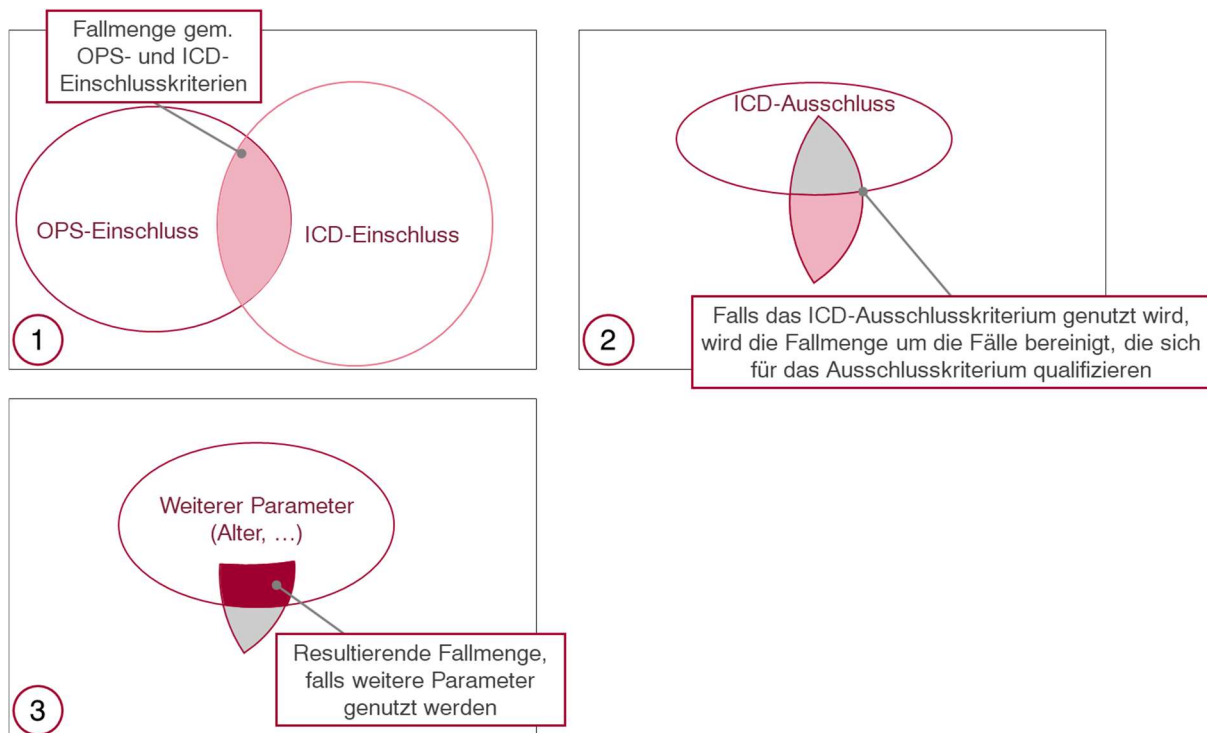 Fallmenge gem.
OPS- und ICD-
Einschlusskriterien
OPS-Einschluss
ICD-Einschluss
1
ICD-Ausschluss
Falls das ICD-Ausschlusskriterium genutzt wird,
wird die Fallmenge um die Fälle bereinigt, die sich
für das Ausschlusskriterium qualifizieren
2
Weiterer Parameter
(Alter, …)
Resultierende Fallmenge,
falls weitere Parameter
genutzt werden
3